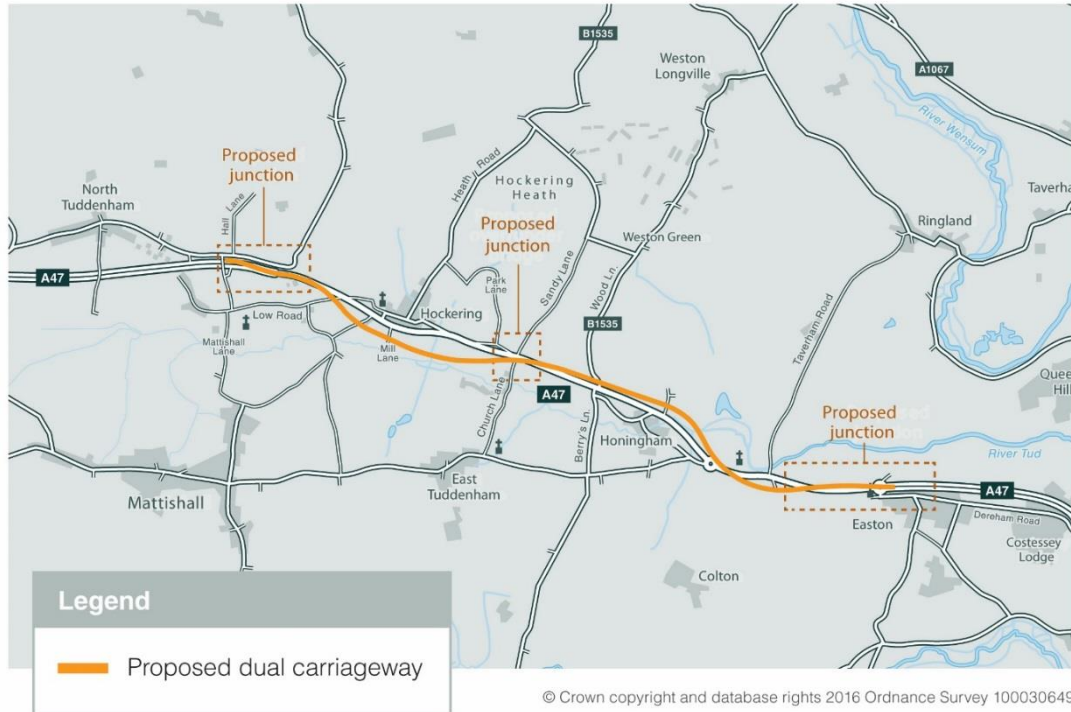 B1535
Weston
Longville
A1067
River Wensum
Proposed
junction
Heath Road
Hockering
Heath
North
Tuddenham
Hall Lane
Proposed
junction
Taverha
Ringland
Weston Green
A47
Park
Lane
Sandy Lane
Wood Ln.
Hockering
Low Road
B1535
Taverham Road
Mattishall
Lane
Mill
Lane
Quee
Hill
Church Lane
A47
Proposed
junction
Berry's Ln.
Honingham
River Tud
East
Tuddenham
Mattishall
A47
Easton
Dereham Road
Costessey
Lodge
Colton
Legend
Proposed dual carriageway
© Crown copyright and database rights 2016 Ordnance Survey 100030649